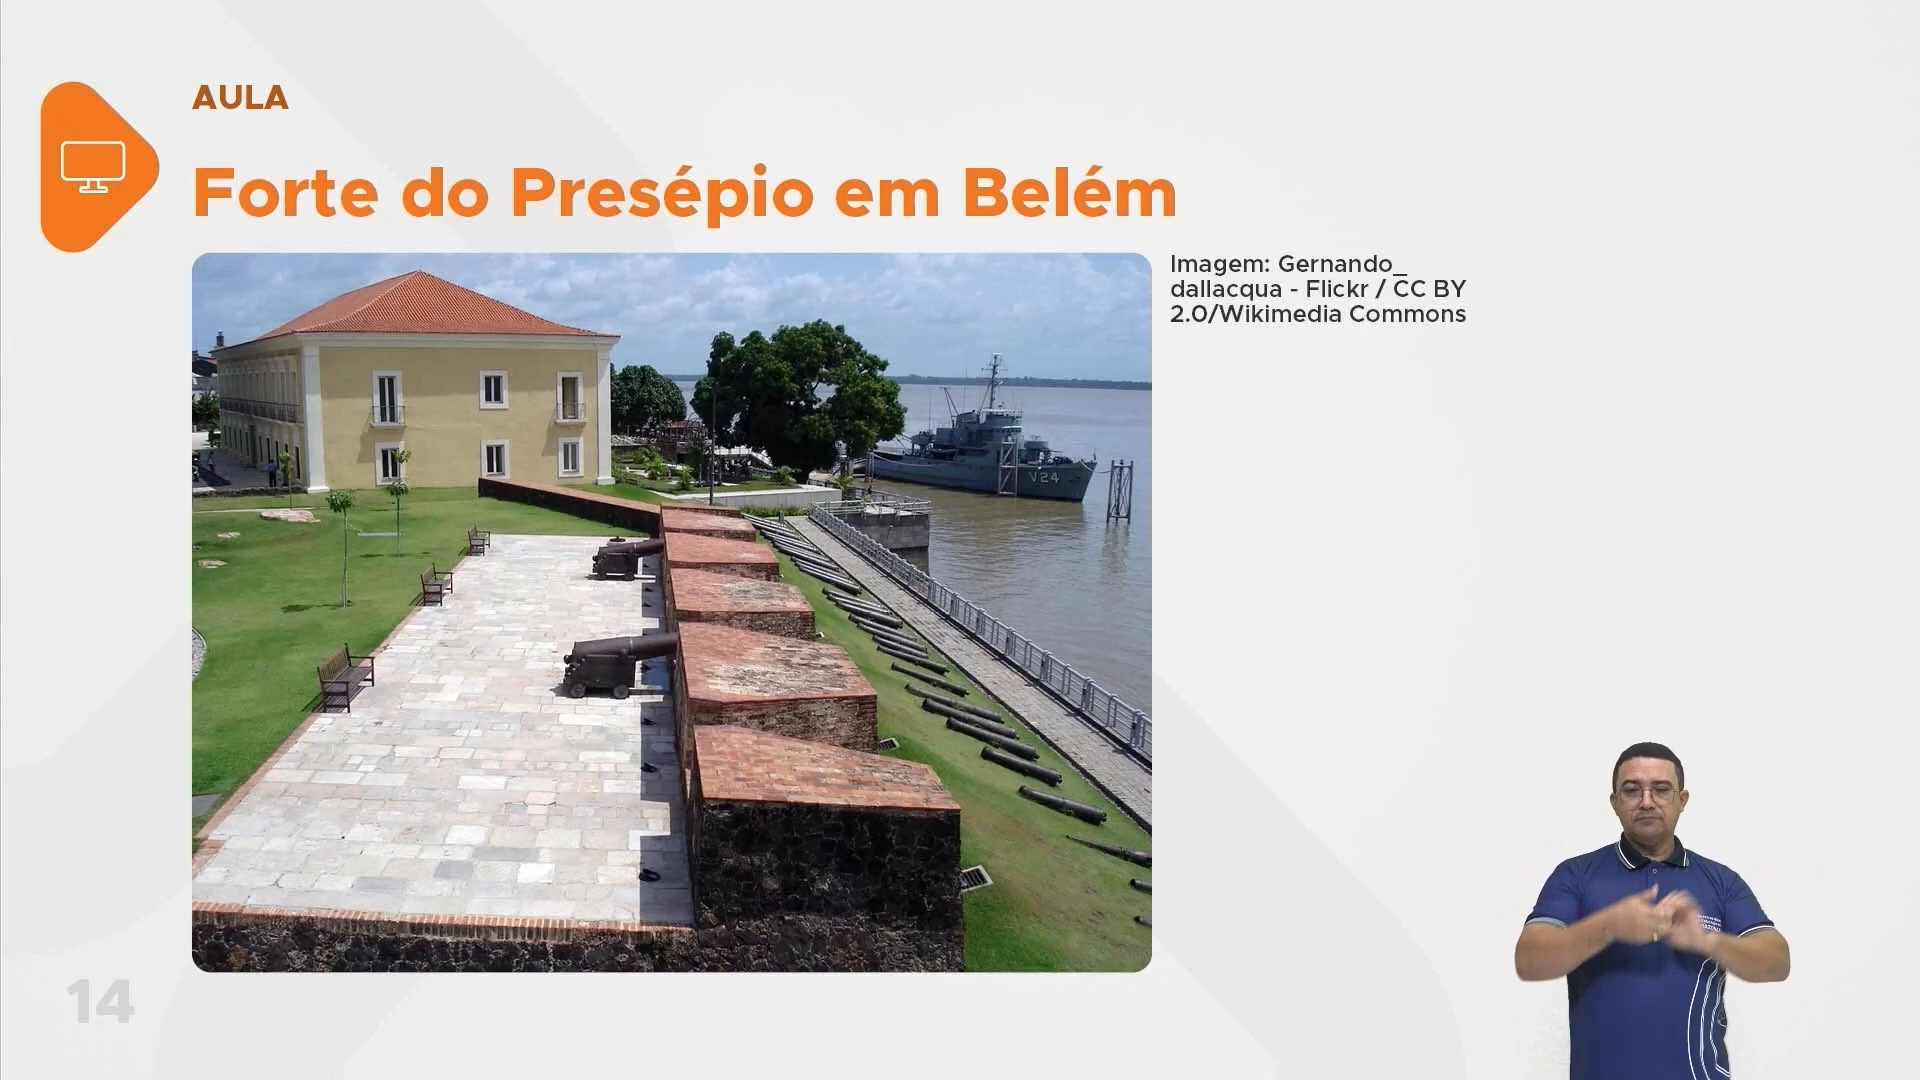 AULA
Forte do Presépio em Belém
Imagem: Gernando_
dallacqua - Flickr / CC BY
2.0/Wikimedia Commons
V24
14